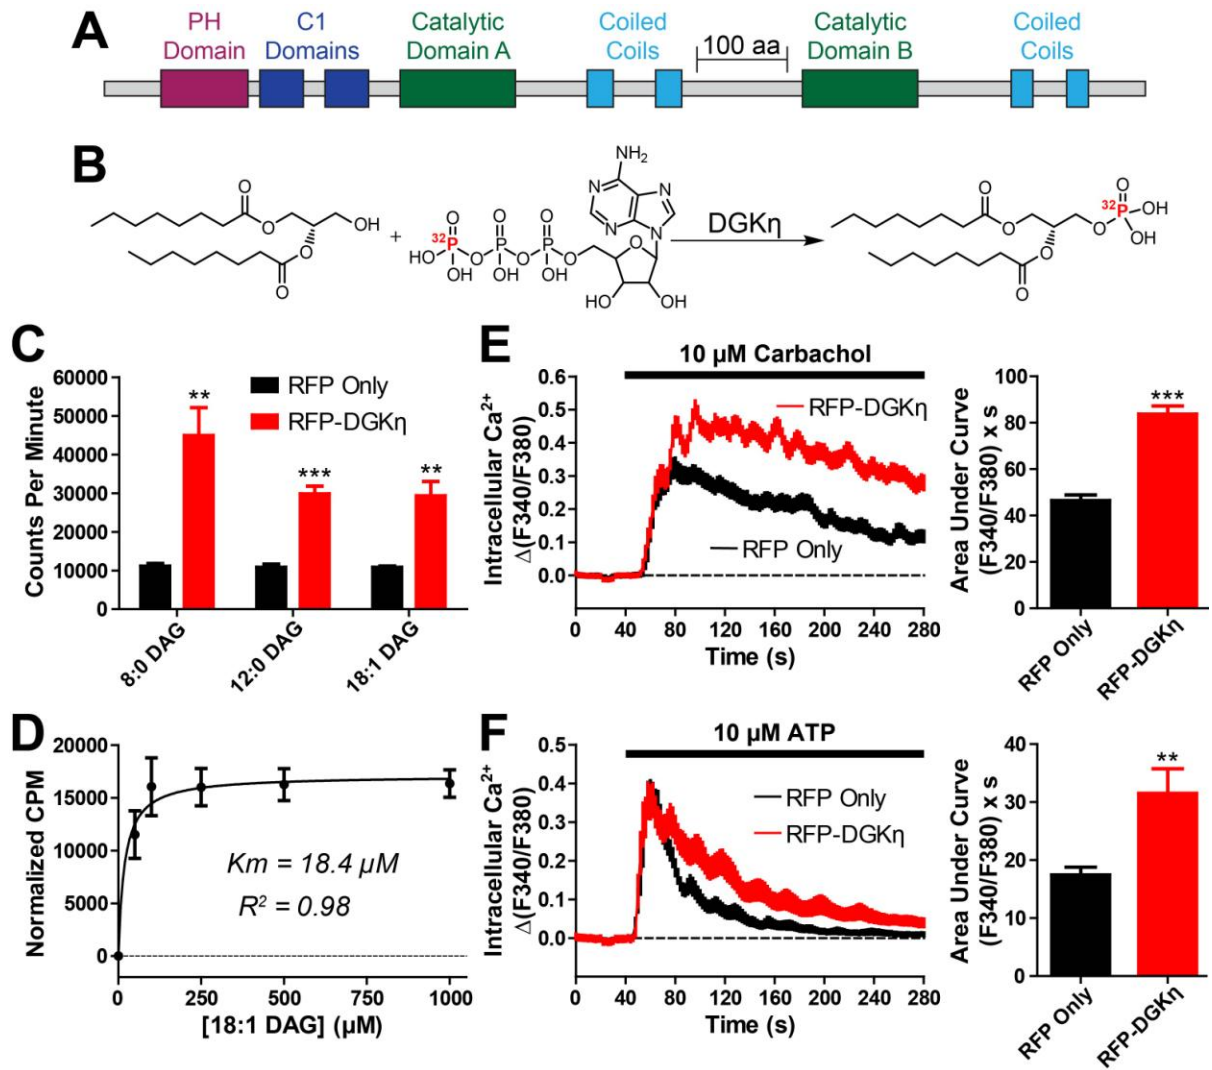 A
PH
Domain
C1
Domains
Catalytic
Domain A
Coiled
Coils
100 aa
Catalytic
Domain B
Coiled
Coils
B
O
O
OH
O
O
+
NH₂
N
N
N
N
O O O
³²P P P
HO O O O
OH OH OH
O
HO OH
DGKη
O
O
O
O
O
³²P OH
O
OH
C
Counts Per Minute
60000
50000
40000
30000
20000
10000
0
RFP Only
RFP-DGKη
**
***
**
8:0 DAG
12:0 DAG
18:1 DAG
D
Normalized CPM
20000
15000
10000
5000
0
Km = 18.4 µM
R² = 0.98
0 250 500 750 1000
[18:1 DAG] (µM)
E
10 µM Carbachol
Intracellular Ca²⁺
Δ(F340/F380)
0.6
0.5
0.4
0.3
0.2
0.1
0.0
RFP-DGKη
RFP Only
0 40 80 120 160 200 240 280
Time (s)
Area Under Curve
(F340/F380) x s
100
80
60
40
20
0
***
RFP Only
RFP-DGKη
F
10 µM ATP
Intracellular Ca²⁺
Δ(F340/F380)
0.5
0.4
0.3
0.2
0.1
0.0
RFP Only
RFP-DGKη
0 40 80 120 160 200 240 280
Time (s)
Area Under Curve
(F340/F380) x s
40
30
20
10
0
**
RFP Only
RFP-DGKη